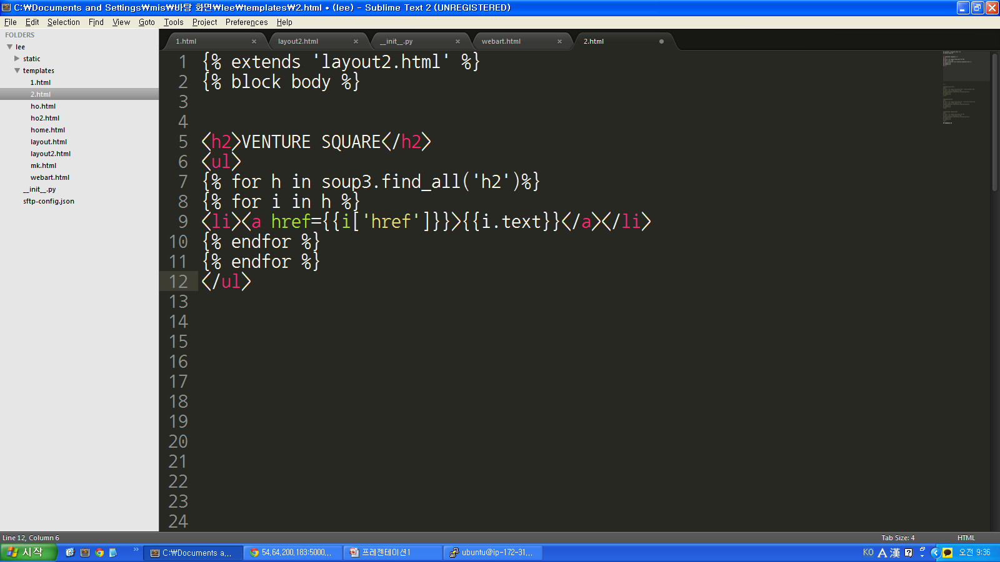 C:\Documents and Settings\mis\바탕 화면\lee\templates\2.html • (lee) - Sublime Text 2 (UNREGISTERED)
File Edit Selection Find View Goto Tools Project Preferences Help
FOLDERS
lee
static
templates
1.html
2.html
ho.html
ho2.html
home.html
layout.html
layout2.html
mk.html
webart.html
__init__.py
sftp-config.json
1.html layout2.html __init__.py webart.html 2.html
1 {% extends 'layout2.html' %}
2 {% block body %}
3
4
5 <h2>VENTURE SQUARE</h2>
6 <ul>
7 {% for h in soup3.find_all('h2')%}
8 {% for i in h %}
9 <li><a href={{i['href']}}>{{i.text}}</a></li>
10 {% endfor %}
11 {% endfor %}
12 </ul>
13
14
15
16
17
18
19
20
21
22
23
24
Line 12, Column 6 Tab Size: 4 HTML
시작 C:\Documents a... 54,64,200,183:5000,... 프레젠테이션1 ubuntu@ip-172-31,... KO A 漢 오전 9:36